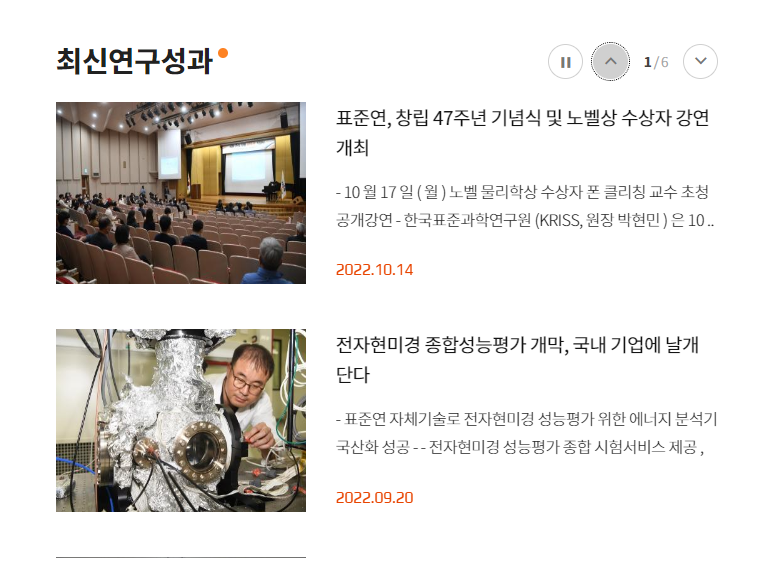 최신연구성과
1/6
표준연, 창립 47주년 기념식 및 노벨상 수상자 강연
개최
- 10 월 17 일 ( 월 ) 노벨 물리학상 수상자 폰 클리칭 교수 초청
공개강연 - 한국표준과학연구원 (KRISS, 원장 박현민 ) 은 10 ..
2022.10.14
전자현미경 종합성능평가 개막, 국내 기업에 날개
단다
- 표준연 자체기술로 전자현미경 성능평가 위한 에너지 분석기
국산화 성공 - - 전자현미경 성능평가 종합 시험서비스 제공 ,
2022.09.20